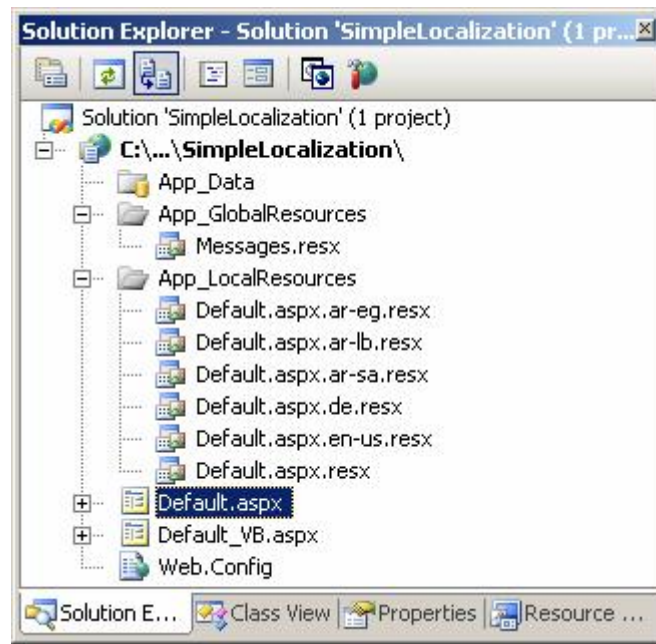 Solution Explorer - Solution 'SimpleLocalization' (1 pr...
Solution 'SimpleLocalization' (1 project)
C:\...\SimpleLocalization\
App_Data
App_GlobalResources
Messages.resx
App_LocalResources
Default.aspx.ar-eg.resx
Default.aspx.ar-lb.resx
Default.aspx.ar-sa.resx
Default.aspx.de.resx
Default.aspx.en-us.resx
Default.aspx.resx
Default.aspx
Default_VB.aspx
Web.Config
Solution E... Class View Properties Resource ...